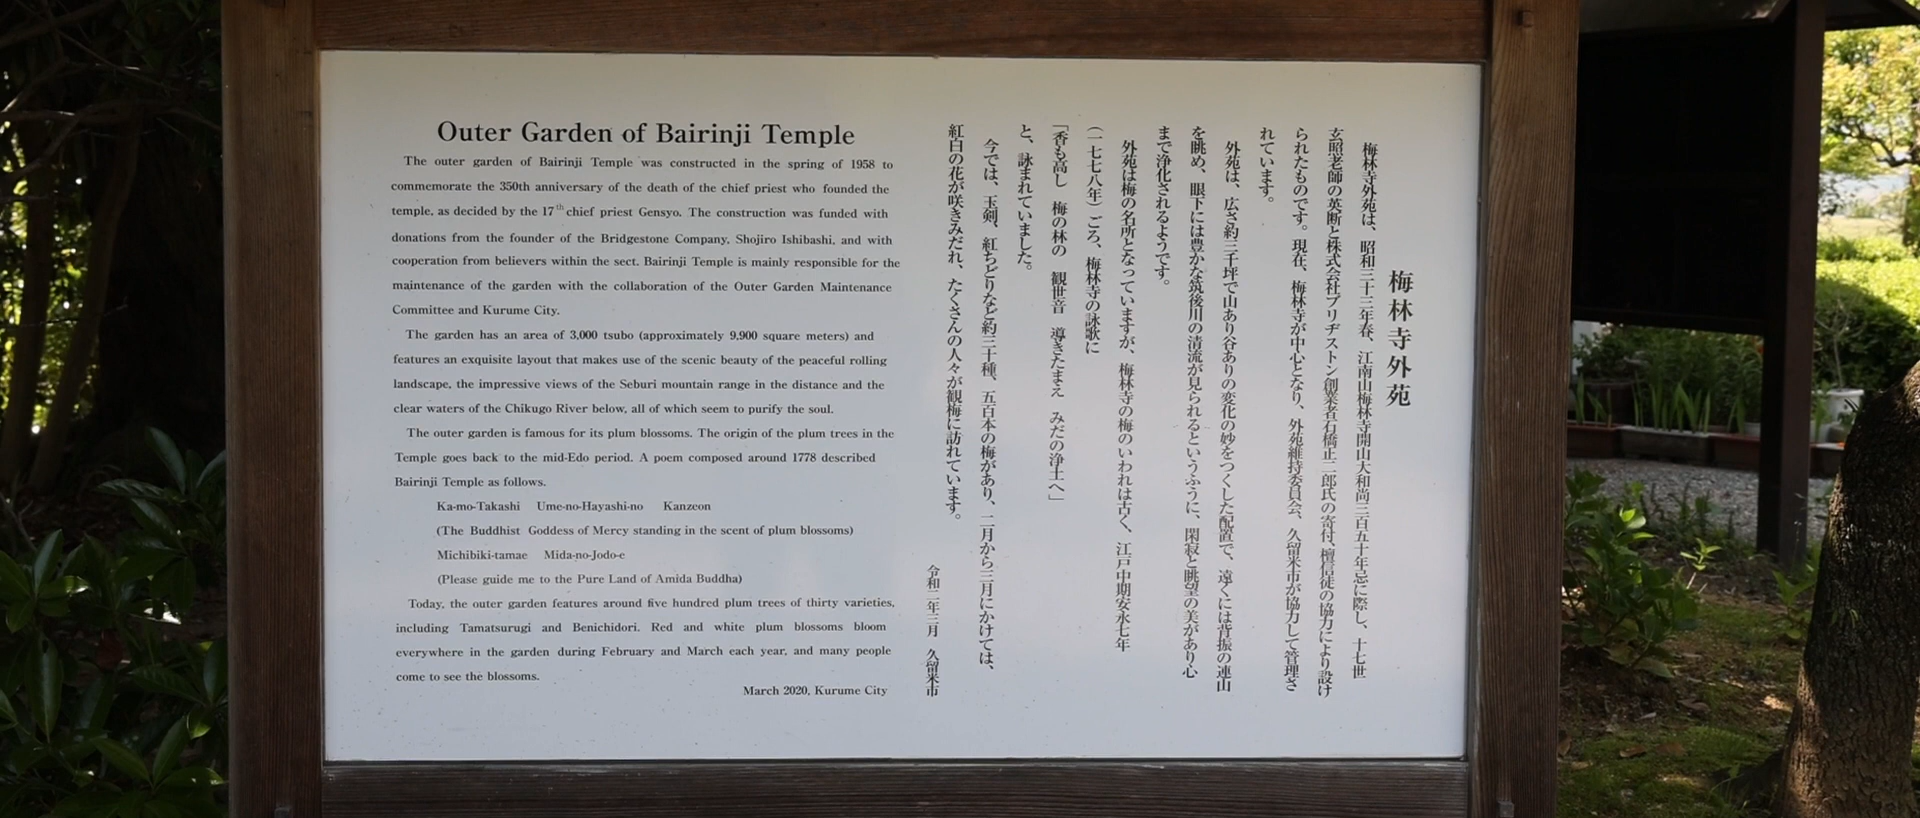 Outer Garden of Bairinji Temple
The outer garden of Bairinji Temple was constructed in the spring of 1958 to
commemorate the 350th anniversary of the death of the chief priest who founded the
temple, as decided by the 17th chief priest Gensyo. The construction was funded with
donations from the founder of the Bridgestone Company, Shojiro Ishibashi, and with
cooperation from believers within the sect. Bairinji Temple is mainly responsible for the
maintenance of the garden with the collaboration of the Outer Garden Maintenance
Committee and Kurume City.
The garden has an area of 3,000 tsubo (approximately 9,900 square meters) and
features an exquisite layout that makes use of the scenic beauty of the peaceful rolling
landscape, the impressive views of the Seburi mountain range in the distance and the
clear waters of the Chikugo River below, all of which seem to purify the soul.
The outer garden is famous for its plum blossoms. The origin of the plum trees in the
Temple goes back to the mid-Edo period. A poem composed around 1778 described
Bairinji Temple as follows.
Ka-mo-Takashi Ume-no-Hayashi-no Kanzeon
(The Buddhist Goddess of Mercy standing in the scent of plum blossoms)
Michibiki-tamae Mida-no-Jodo-e
(Please guide me to the Pure Land of Amida Buddha)
Today, the outer garden features around five hundred plum trees of thirty varieties,
including Tamatsurugi and Benichidori. Red and white plum blossoms bloom
everywhere in the garden during February and March each year, and many people
come to see the blossoms.
March 2020, Kurume City
梅林寺外苑
梅林寺外苑は、昭和三十三年春、江南山梅林寺開山大和尚三百五十年忌に際し、十七世
玄照老師の英断と株式会社ブリヂストン創業者石橋正二郎氏の寄付、檀信徒の協力により設け
られたものです。現在、梅林寺が中心となり、外苑維持委員会、久留米市が協力して管理さ
れています。
外苑は、広さ約三千坪で山あり谷ありの変化の妙をつくした配置で、遠くには背振の連山
を眺め、眼下には豊かな筑後川の清流が見られるというふうに、閑寂と眺望の美があり心
まで浄化されるようです。
外苑は梅の名所となっていますが、梅林寺の梅のいわれは古く、江戸中期安永七年
（一七七八年）ごろ、梅林寺の詠歌に
「香も高し 梅の林の 観世音 導きたまえ みだの浄土へ」
と、詠まれていました。
今では、玉剣、紅ちどりなど約三十種、五百本の梅があり、二月から三月にかけては、
紅白の花が咲きみだれ、たくさんの人々が観梅に訪れています。
令和二年三月 久留米市